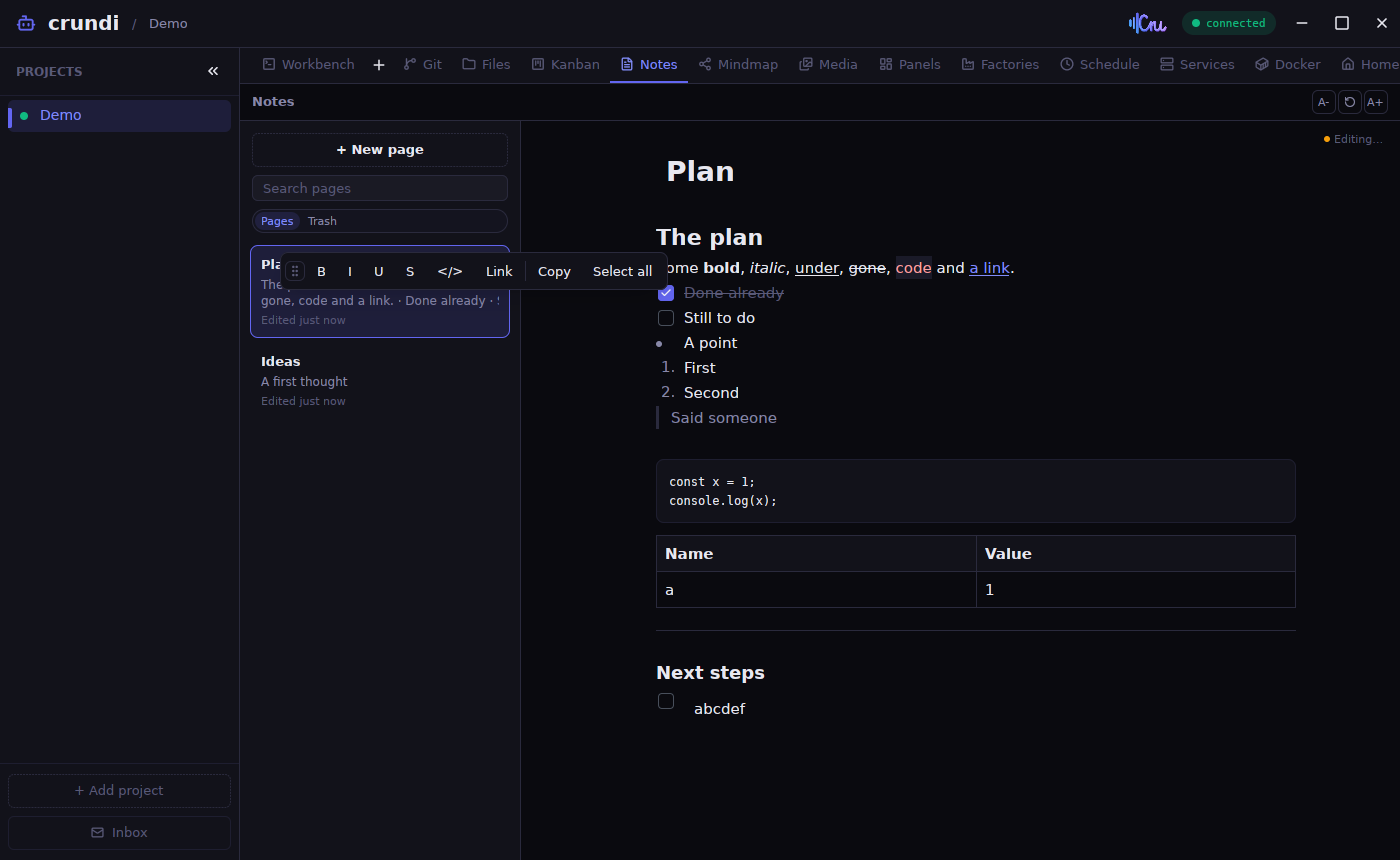 crundi / Demo
Cru
connected
PROJECTS
Demo
+ Add project
Inbox
Workbench + Git Files Kanban Notes Mindmap Media Panels Factories Schedule Services Docker Home
Notes
A- A+
+ New page
Search pages
Pages Trash
B I U S </> Link Copy Select all
gone, code and a link. · Done already ·
Edited just now
Ideas
A first thought
Edited just now
Editing...
Plan
The plan
ome bold, italic, under, gone, code and a link.
Done already
Still to do
A point
1. First
2. Second
Said someone
const x = 1;
console.log(x);
Name Value
a 1
Next steps
abcdef